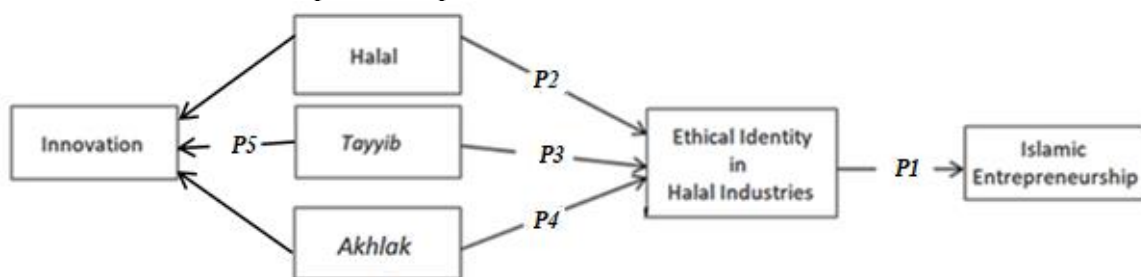 Halal
P2
Innovation
P5
Tayyib
P3
Ethical Identity
in
Halal Industries
P1
Islamic
Entrepreneurship
P4
Akhlak